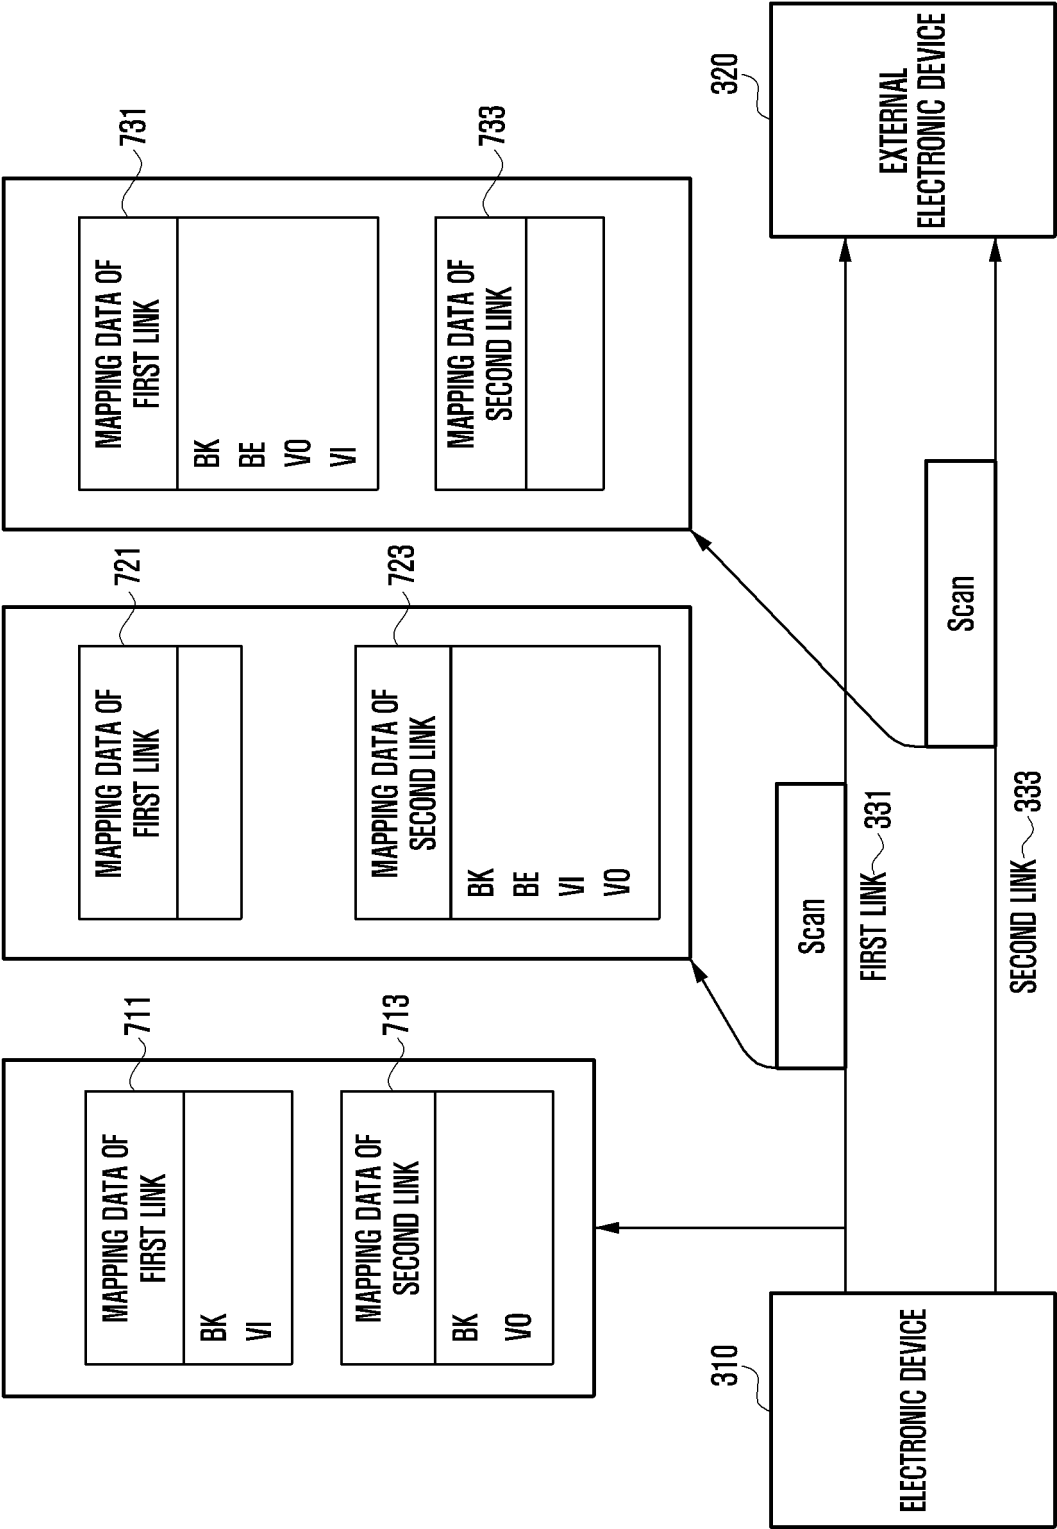 711
MAPPING DATA OF
FIRST LINK
BK
VI
713
MAPPING DATA OF
SECOND LINK
BK
VO
721
MAPPING DATA OF
FIRST LINK
723
MAPPING DATA OF
SECOND LINK
BK
BE
VI
VO
731
MAPPING DATA OF
FIRST LINK
BK
BE
VO
VI
733
MAPPING DATA OF
SECOND LINK
310
ELECTRONIC DEVICE
Scan
FIRST LINK 331
Scan
SECOND LINK 333
320
EXTERNAL
ELECTRONIC DEVICE